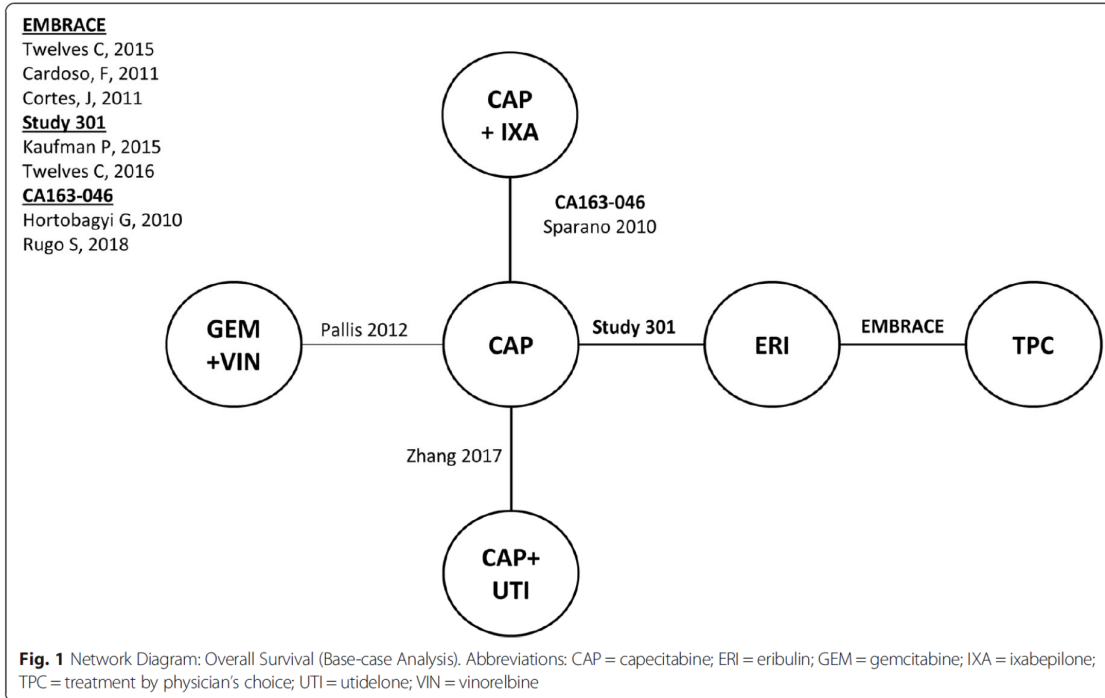 EMBRACE
Twelves C, 2015
Cardoso, F, 2011
Cortes, J, 2011
Study 301
Kaufman P, 2015
Twelves C, 2016
CA163-046
Hortobagyi G, 2010
Rugo S, 2018
CAP
+ IXA
CA163-046
Sparano 2010
GEM
+VIN
Pallis 2012
CAP
Study 301
ERI
EMBRACE
TPC
Zhang 2017
CAP+
UTI
Fig. 1 Network Diagram: Overall Survival (Base-case Analysis). Abbreviations: CAP = capecitabine; ERI = eribulin; GEM = gemcitabine; IXA = ixabepilone;
TPC = treatment by physician's choice; UTI = utidelone; VIN = vinorelbine